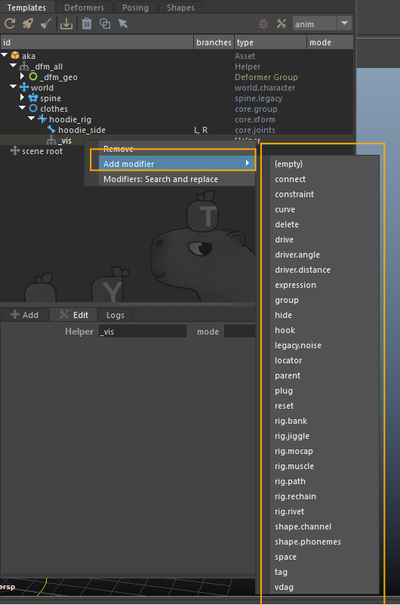 Templates Deformers Posing Shapes
anim
id branches type mode
aka Asset
_dfm_all Helper
_dfm_geo Deformer Group
world world.character
spine spine.legacy
clothes core.group
hoodie_rig core.xform
hoodie_side L, R core.joints
_vis Helper
scene root
Remove
Add modifier
Modifiers: Search and replace
(empty)
connect
constraint
curve
delete
drive
driver.angle
driver.distance
expression
group
hide
hook
legacy.noise
locator
parent
plug
reset
rig.bank
rig.jiggle
rig.mocap
rig.muscle
rig.path
rig.rechain
rig.rivet
shape.channel
shape.phonemes
space
tag
vdag
T
Y
Add Edit Logs
Helper _vis mode
persp